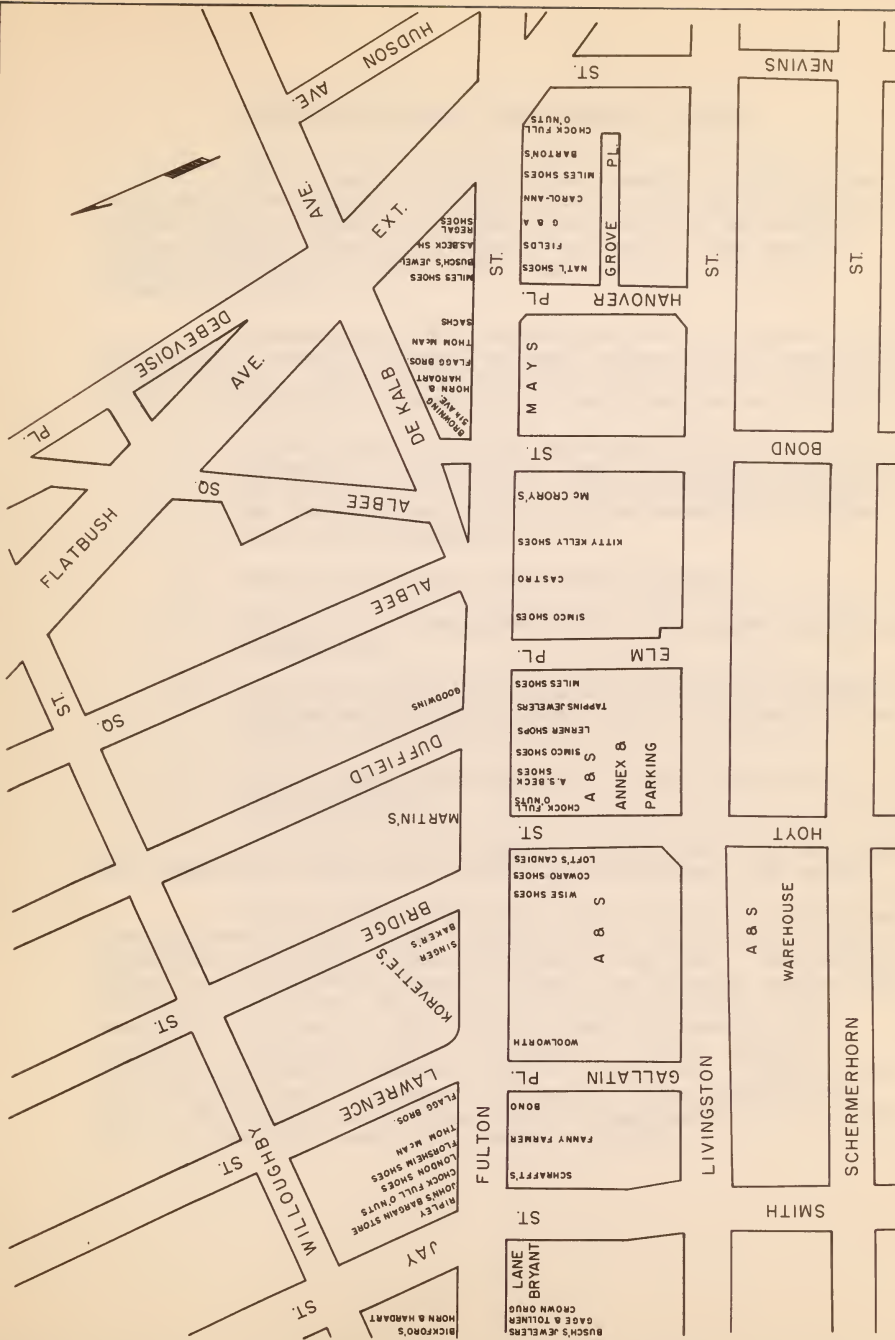 HUDSON
AVE.
AVE.
EXT.
DEBEVOISE
PL.
AVE.
FLATBUSH
DE KALB
ALBEE
SQ.
ALBEE
SQ.
ST.
DUFFIELD
BRIDGE
ST.
LAWRENCE
ST.
WILLOUGHBY
JAY
ST.
REGAL
SHOES
A.S.BECK SH
BUSCH'S JEWEL
MILES SHOES
SACHS
THOM McAN
FLAGG BROS.
HORN &
HARDART
BROWNING
5TH AVE.
GOODWINS
MARTIN'S
BAKER'S
SINGER
KORVETTE'S
FLAGG BROS.
THOM McAN
FLORSHEIM SHOES
LONDON SHOES
CHOCK FULL O'NUTS
JOHN'S BARGAIN STORE
RIPLEY
HORN & HARDART
BICKFORD'S
ST.
FULTON
NEVINS
ST.
CHOCK FULL
O'NUTS
BARTON'S
MILES SHOES
CAROL-ANN
G & A
FIELDS
NAT'L SHOES
GROVE PL.
HANOVER
PL.
MAYS
BOND
ST.
Mc CRORY'S
KITTY KELLY SHOES
CASTRO
SIMCO SHOES
ELM
PL.
MILES SHOES
TAPPINS JEWELERS
LERNER SHOPS
SIMCO SHOES
A.S.BECK
SHOES
CHOCK FULL
O'NUTS
A & S
ANNEX &
PARKING
HOYT
ST.
LOFT'S CANDIES
COWARD SHOES
WISE SHOES
A & S
WOOLWORTH
GALLATIN
PL.
BOND
FANNY FARMER
SCHRAFFT'S
SMITH
ST.
LANE
BRYANT
CROWN DRUG
GAGE & TOLLNER
BUSCH'S JEWELERS
ST.
LIVINGSTON
A & S
WAREHOUSE
ST.
SCHERMERHORN